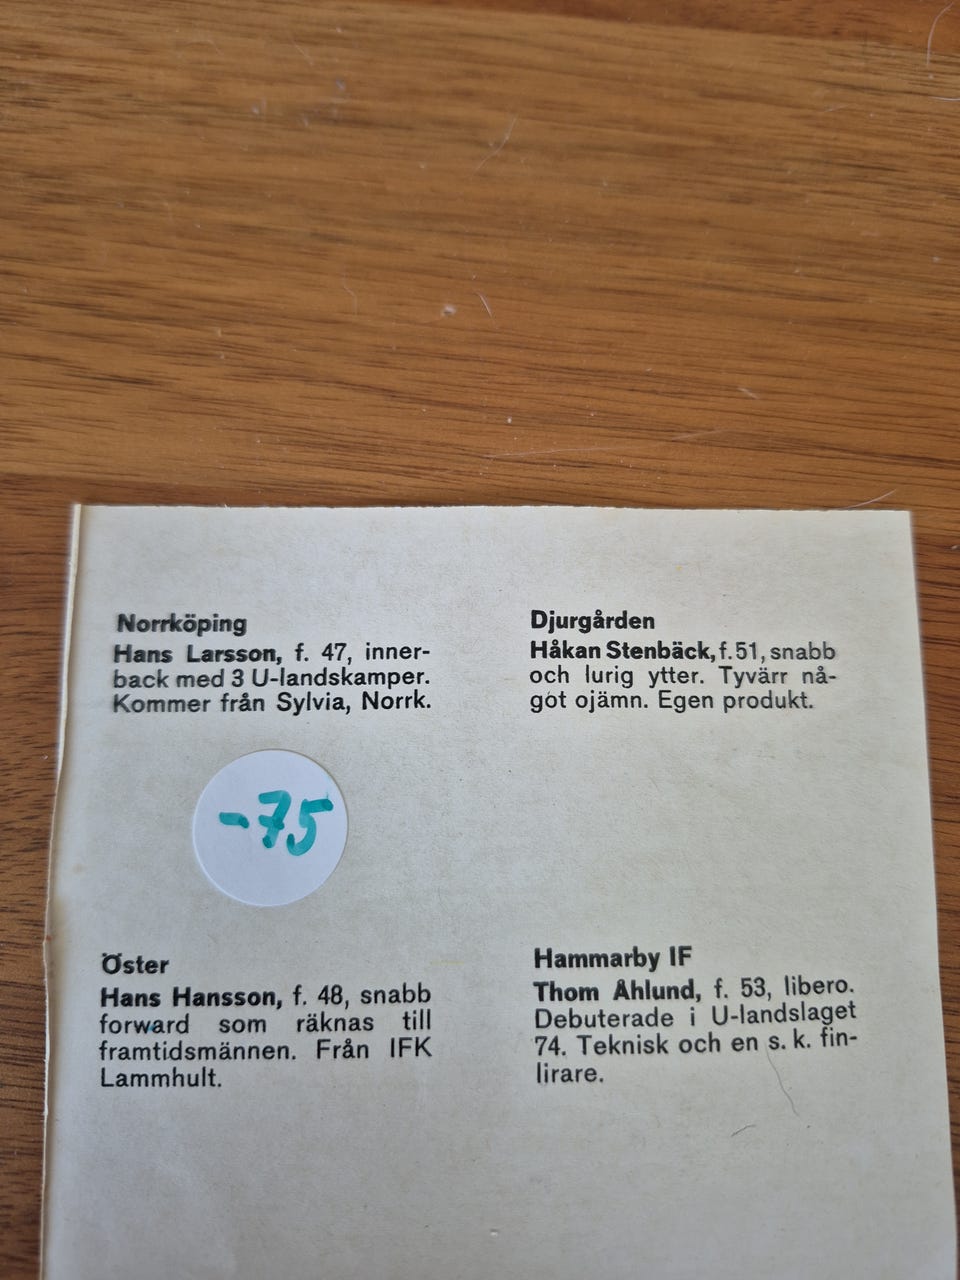 Norrköping
Hans Larsson, f. 47, inner-
back med 3 U-landskamper.
Kommer från Sylvia, Norrk.
Djurgården
Håkan Stenbäck, f. 51, snabb
och lurig ytter. Tyvärr nå-
got ojämn. Egen produkt.
-75
Öster
Hans Hansson, f. 48, snabb
forward som räknas till
framtidsmännen. Från IFK
Lammhult.
Hammarby IF
Thom Åhlund, f. 53, libero.
Debuterade i U-landslaget
74. Teknisk och en s. k. fin-
lirare.